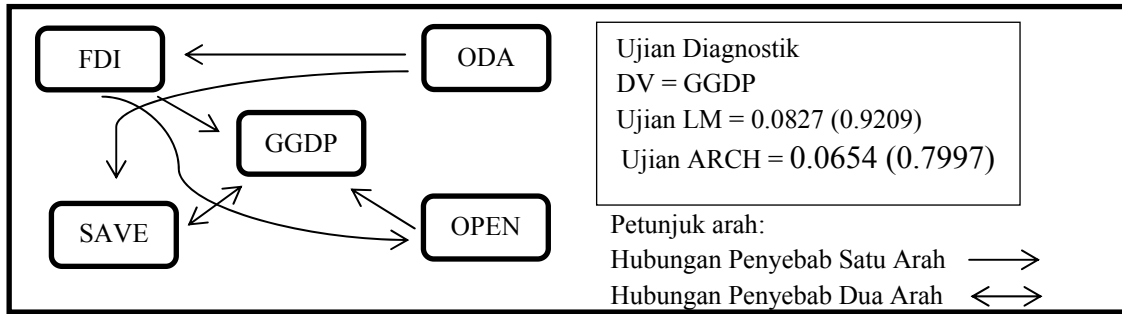 FDI
ODA
GGDP
SAVE
OPEN
Ujian Diagnostik
DV = GGDP
Ujian LM = 0.0827 (0.9209)
Ujian ARCH = 0.0654 (0.7997)
Petunjuk arah:
Hubungan Penyebab Satu Arah
Hubungan Penyebab Dua Arah